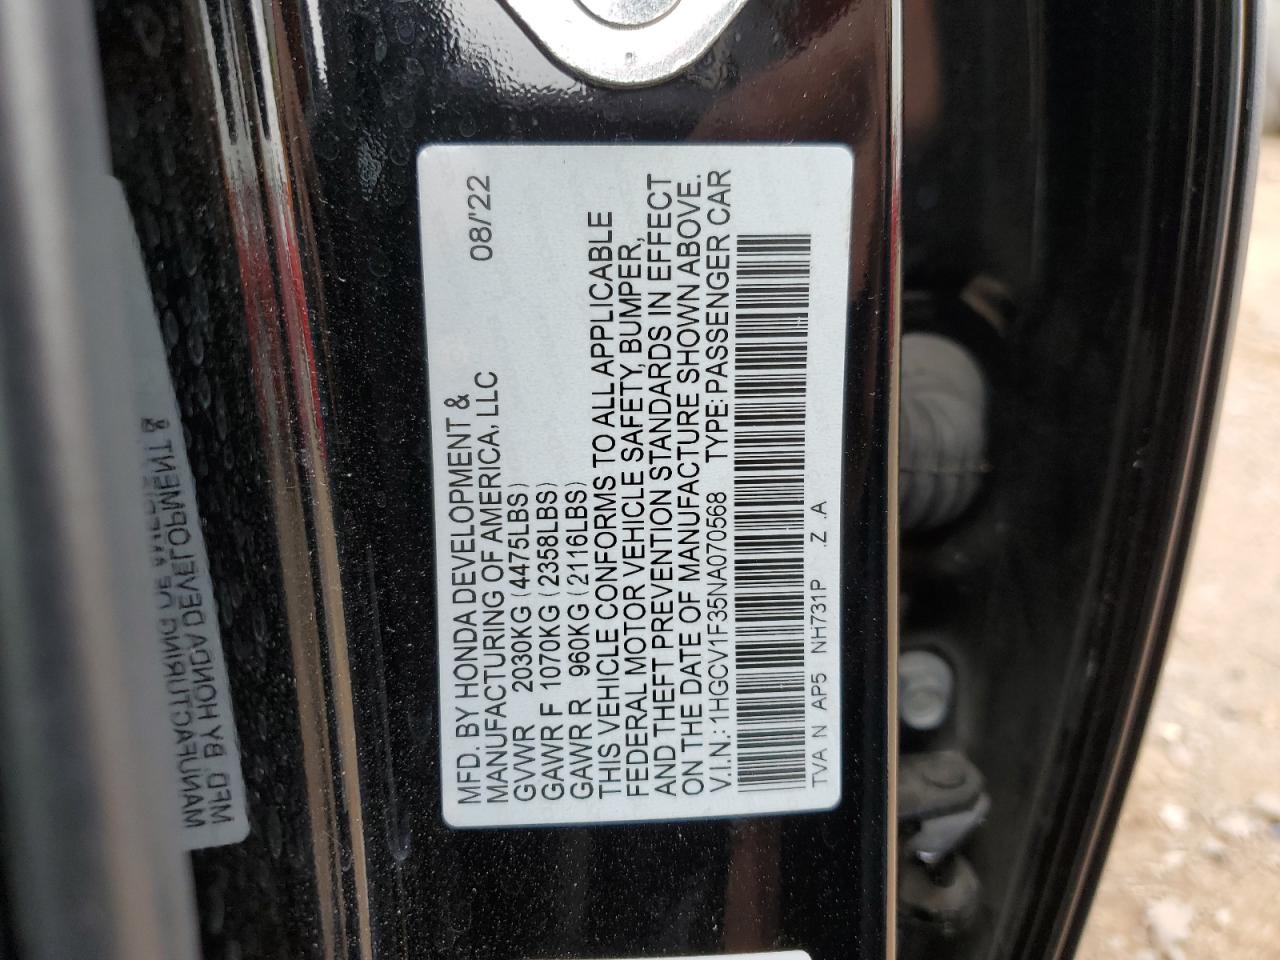 MFD. BY HONDA DEVELOPMENT & 08/'22
MANUFACTURING OF AMERICA, LLC
GVWR 2030KG (4475LBS)
GAWR F 1070KG (2358LBS)
GAWR R 960KG (2116LBS)
THIS VEHICLE CONFORMS TO ALL APPLICABLE
FEDERAL MOTOR VEHICLE SAFETY, BUMPER,
AND THEFT PREVENTION STANDARDS IN EFFECT
ON THE DATE OF MANUFACTURE SHOWN ABOVE.
V.I.N.: 1HGCV1F35NA070568 TYPE: PASSENGER CAR
TVA N AP5 NH731P Z .A
MFD. BY HONDA DEVELOPMENT &